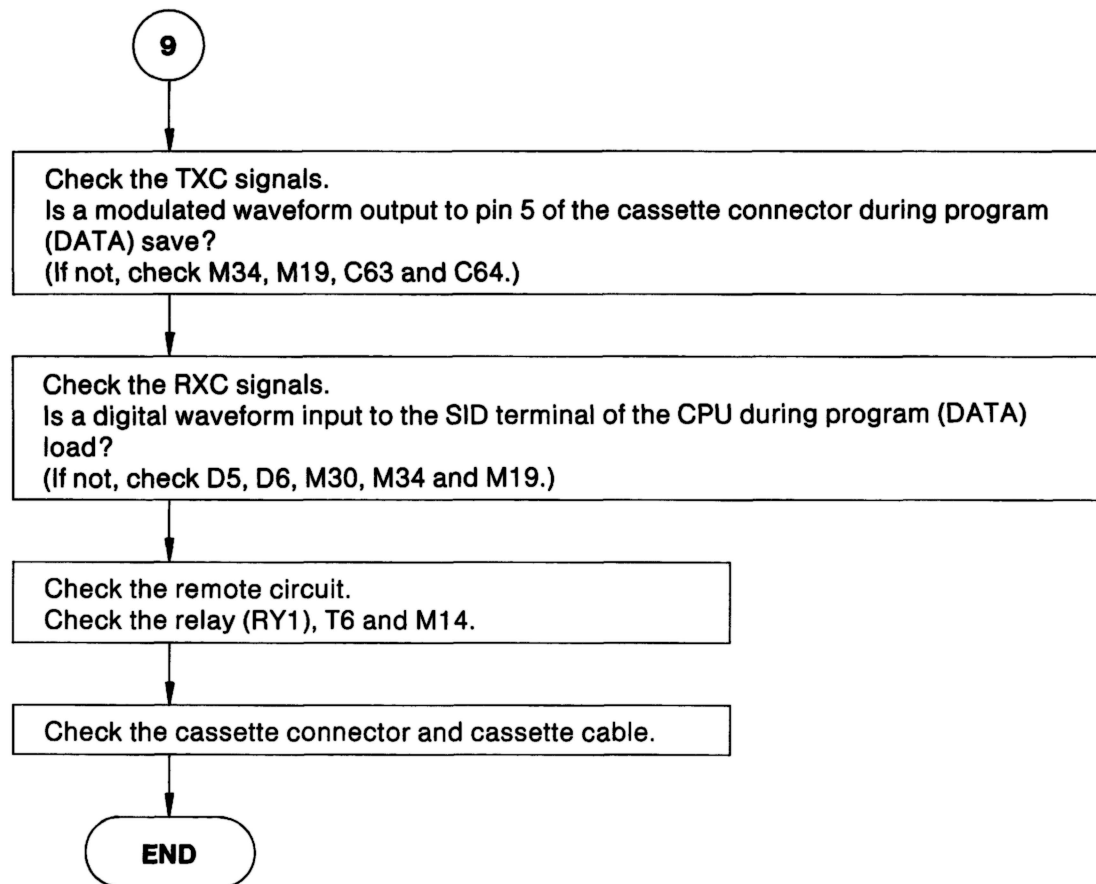 9
Check the TXC signals.
Is a modulated waveform output to pin 5 of the cassette connector during program
(DATA) save?
(If not, check M34, M19, C63 and C64.)
Check the RXC signals.
Is a digital waveform input to the SID terminal of the CPU during program (DATA)
load?
(If not, check D5, D6, M30, M34 and M19.)
Check the remote circuit.
Check the relay (RY1), T6 and M14.
Check the cassette connector and cassette cable.
END